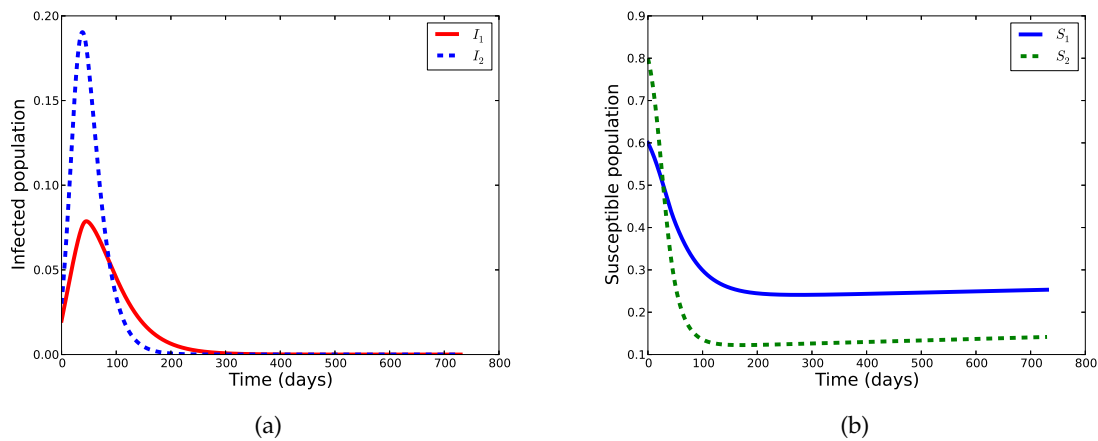 0.20
0.15
0.10
0.05
0.00
0 100 200 300 400 500 600 700 800
Infected population
Time (days)
I₁
I₂
(a)
0.9
0.8
0.7
0.6
0.5
0.4
0.3
0.2
0.1
0 100 200 300 400 500 600 700 800
Susceptible population
Time (days)
S₁
S₂
(b)